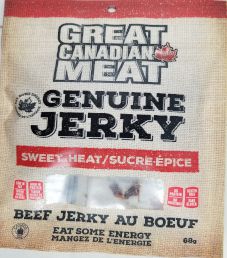 GREAT
CANADIAN
MEAT
GENUINE
JERKY
SWEET HEAT/SUCRE-ÉPICE
BEEF JERKY AU BOEUF
EAT SOME ENERGY
MANGEZ DE L'ENERGIE
68g